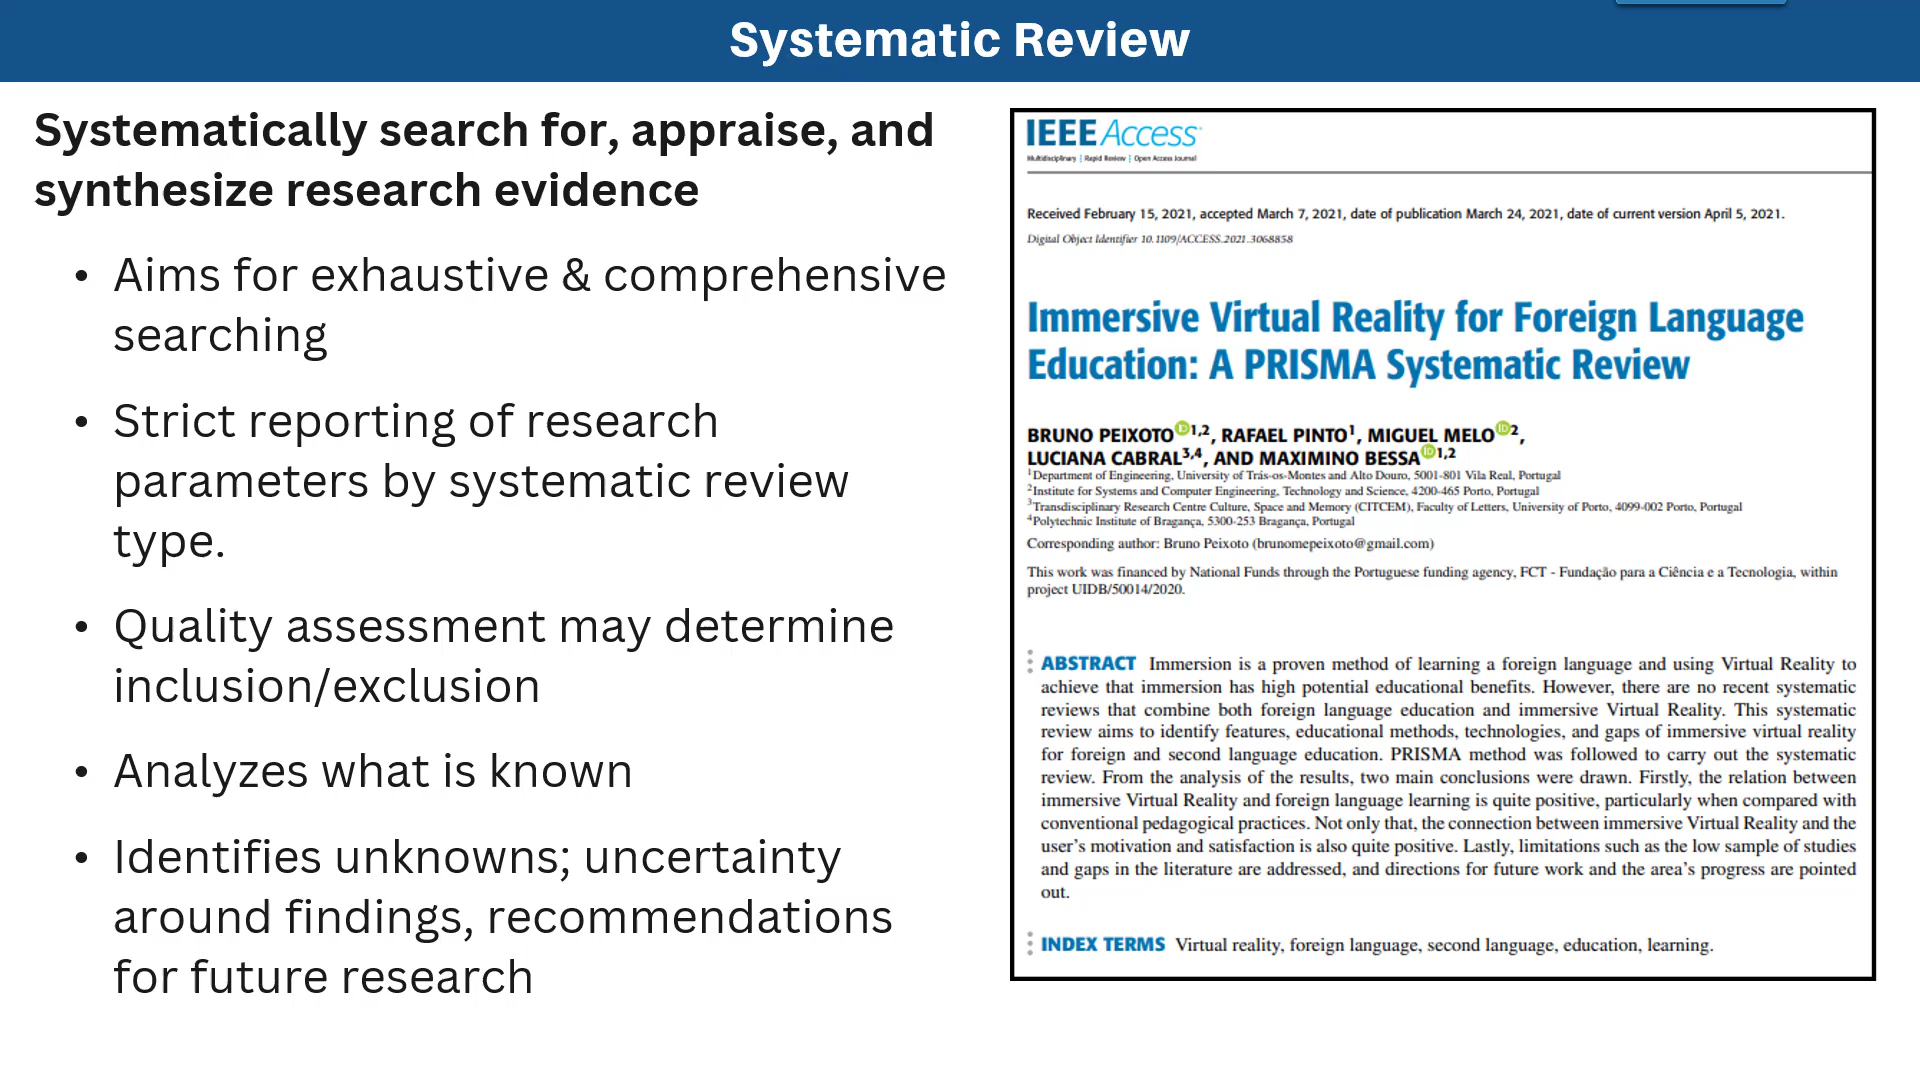 Systematic Review
Systematically search for, appraise, and
synthesize research evidence
• Aims for exhaustive & comprehensive
searching
• Strict reporting of research
parameters by systematic review
type.
• Quality assessment may determine
inclusion/exclusion
• Analyzes what is known
• Identifies unknowns; uncertainty
around findings, recommendations
for future research
IEEE Access
Multidisciplinary | Rapid Review | Open Access Journal
Received February 15, 2021, accepted March 7, 2021, date of publication March 24, 2021, date of current version April 5, 2021.
Digital Object Identifier 10.1109/ACCESS.2021.3068858
Immersive Virtual Reality for Foreign Language
Education: A PRISMA Systematic Review
BRUNO PEIXOTO 1,2, RAFAEL PINTO1, MIGUEL MELO 2,
LUCIANA CABRAL3,4, AND MAXIMINO BESSA 1,2
1Department of Engineering, University of Trás-os-Montes and Alto Douro, 5001-801 Vila Real, Portugal
2Institute for Systems and Computer Engineering, Technology and Science, 4200-465 Porto, Portugal
3Transdisciplinary Research Centre Culture, Space and Memory (CITCEM), Faculty of Letters, University of Porto, 4099-002 Porto, Portugal
4Polytechnic Institute of Bragança, 5300-253 Bragança, Portugal
Corresponding author: Bruno Peixoto (brunomepeixoto@gmail.com)
This work was financed by National Funds through the Portuguese funding agency, FCT - Fundação para a Ciência e a Tecnologia, within
project UIDB/50014/2020.
ABSTRACT Immersion is a proven method of learning a foreign language and using Virtual Reality to
achieve that immersion has high potential educational benefits. However, there are no recent systematic
reviews that combine both foreign language education and immersive Virtual Reality. This systematic
review aims to identify features, educational methods, technologies, and gaps of immersive virtual reality
for foreign and second language education. PRISMA method was followed to carry out the systematic
review. From the analysis of the results, two main conclusions were drawn. Firstly, the relation between
immersive Virtual Reality and foreign language learning is quite positive, particularly when compared with
conventional pedagogical practices. Not only that, the connection between immersive Virtual Reality and the
user's motivation and satisfaction is also quite positive. Lastly, limitations such as the low sample of studies
and gaps in the literature are addressed, and directions for future work and the area's progress are pointed
out.
INDEX TERMS Virtual reality, foreign language, second language, education, learning.